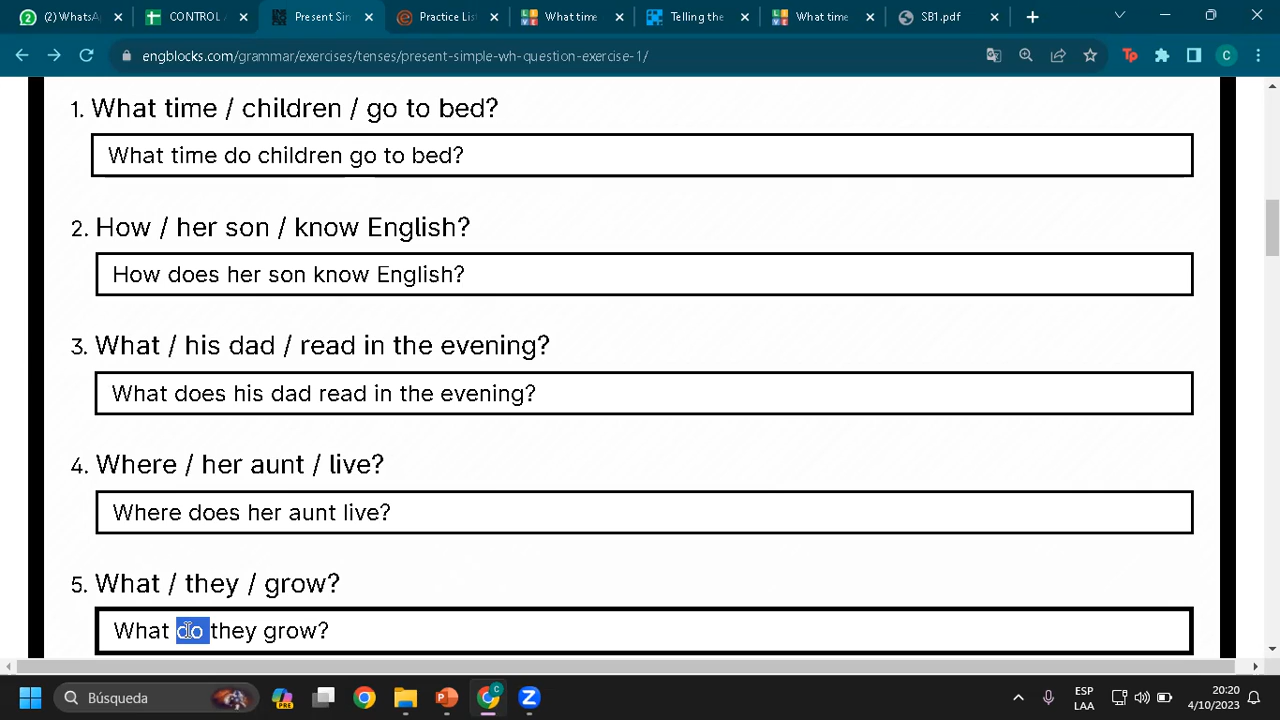 (2) WhatsA
CONTROL A
Present Sim
Practice List
What time
Telling the
What time
SB1.pdf
engblocks.com/grammar/exercises/tenses/present-simple-wh-question-exercise-1/
1. What time / children / go to bed?
What time do children go to bed?
2. How / her son / know English?
How does her son know English?
3. What / his dad / read in the evening?
What does his dad read in the evening?
4. Where / her aunt / live?
Where does her aunt live?
5. What / they / grow?
What do they grow?
Búsqueda
ESP
LAA
20:20
4/10/2023